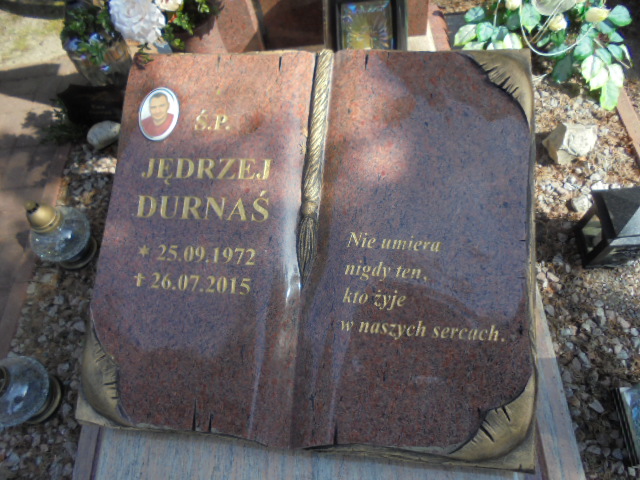 Ś.P.
JĘDRZEJ
DURNAŚ
* 25.09.1972
✝ 26.07.2015
Nie umiera
nigdy ten,
kto żyje
w naszych sercach.